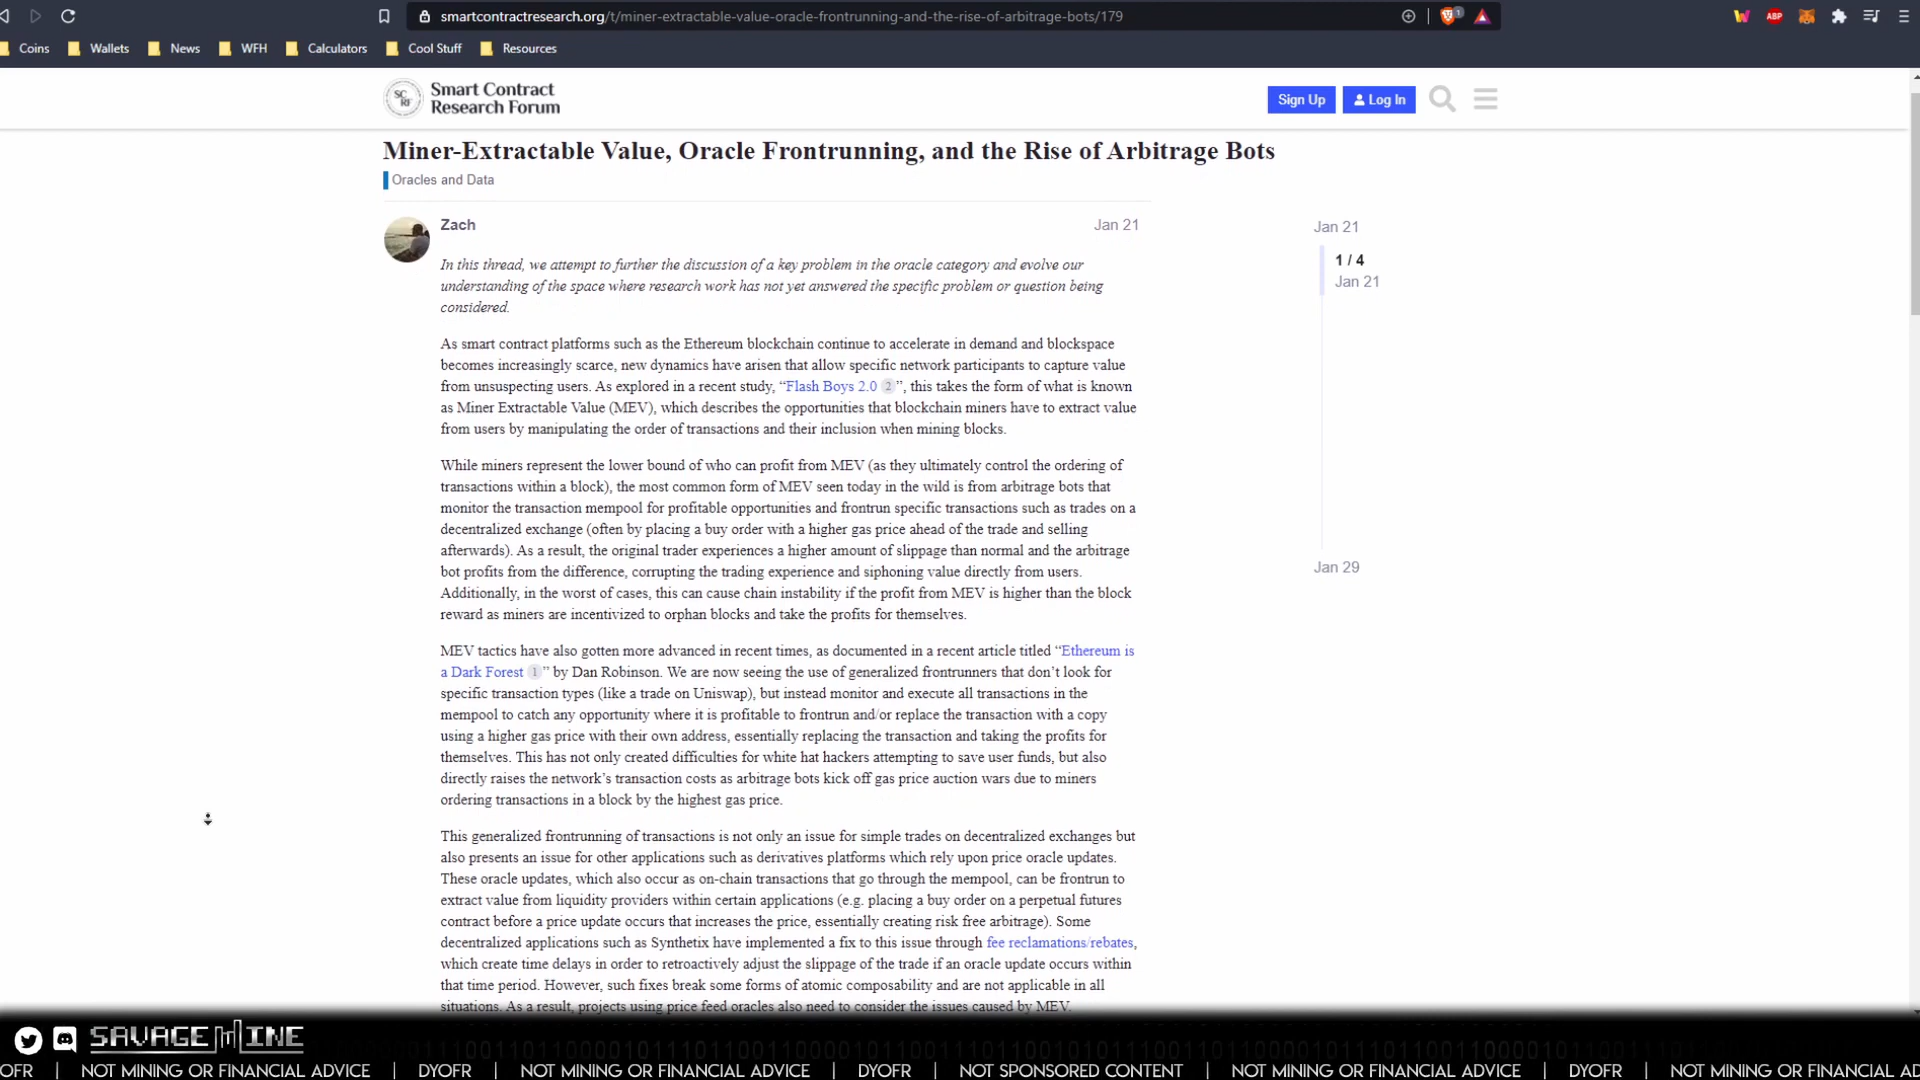 smartcontractresearch.org/t/miner-extractable-value-oracle-frontrunning-and-the-rise-of-arbitrage-bots/179
1
ABP
Coins
Wallets
News
WFH
Calculators
Cool Stuff
Resources
SCRF
Smart Contract
Research Forum
Sign Up
Log In
Miner-Extractable Value, Oracle Frontrunning, and the Rise of Arbitrage Bots
Oracles and Data
Zach
Jan 21
In this thread, we attempt to further the discussion of a key problem in the oracle category and evolve our
understanding of the space where research work has not yet answered the specific problem or question being
considered.
As smart contract platforms such as the Ethereum blockchain continue to accelerate in demand and blockspace
becomes increasingly scarce, new dynamics have arisen that allow specific network participants to capture value
from unsuspecting users. As explored in a recent study, “Flash Boys 2.0 2”, this takes the form of what is known
as Miner Extractable Value (MEV), which describes the opportunities that blockchain miners have to extract value
from users by manipulating the order of transactions and their inclusion when mining blocks.
While miners represent the lower bound of who can profit from MEV (as they ultimately control the ordering of
transactions within a block), the most common form of MEV seen today in the wild is from arbitrage bots that
monitor the transaction mempool for profitable opportunities and frontrun specific transactions such as trades on a
decentralized exchange (often by placing a buy order with a higher gas price ahead of the trade and selling
afterwards). As a result, the original trader experiences a higher amount of slippage than normal and the arbitrage
bot profits from the difference, corrupting the trading experience and siphoning value directly from users.
Additionally, in the worst of cases, this can cause chain instability if the profit from MEV is higher than the block
reward as miners are incentivized to orphan blocks and take the profits for themselves.
MEV tactics have also gotten more advanced in recent times, as documented in a recent article titled “Ethereum is
a Dark Forest 1” by Dan Robinson. We are now seeing the use of generalized frontrunners that don’t look for
specific transaction types (like a trade on Uniswap), but instead monitor and execute all transactions in the
mempool to catch any opportunity where it is profitable to frontrun and/or replace the transaction with a copy
using a higher gas price with their own address, essentially replacing the transaction and taking the profits for
themselves. This has not only created difficulties for white hat hackers attempting to save user funds, but also
directly raises the network’s transaction costs as arbitrage bots kick off gas price auction wars due to miners
ordering transactions in a block by the highest gas price.
This generalized frontrunning of transactions is not only an issue for simple trades on decentralized exchanges but
also presents an issue for other applications such as derivatives platforms which rely upon price oracle updates.
These oracle updates, which also occur as on-chain transactions that go through the mempool, can be frontrun to
extract value from liquidity providers within certain applications (e.g. placing a buy order on a perpetual futures
contract before a price update occurs that increases the price, essentially creating risk free arbitrage). Some
decentralized applications such as Synthetix have implemented a fix to this issue through fee reclamations/rebates,
which create time delays in order to retroactively adjust the slippage of the trade if an oracle update occurs within
that time period. However, such fixes break some forms of atomic composability and are not applicable in all
situations. As a result, projects using price feed oracles also need to consider the issues caused by MEV.
Jan 21
1 / 4
Jan 21
Jan 29
SAVAGE MINE
OFR | NOT MINING OR FINANCIAL ADVICE | DYOFR | NOT MINING OR FINANCIAL ADVICE | DYOFR | NOT SPONSORED CONTENT | NOT MINING OR FINANCIAL ADVICE | DYOFR | NOT MINING OR FINANCIAL AD